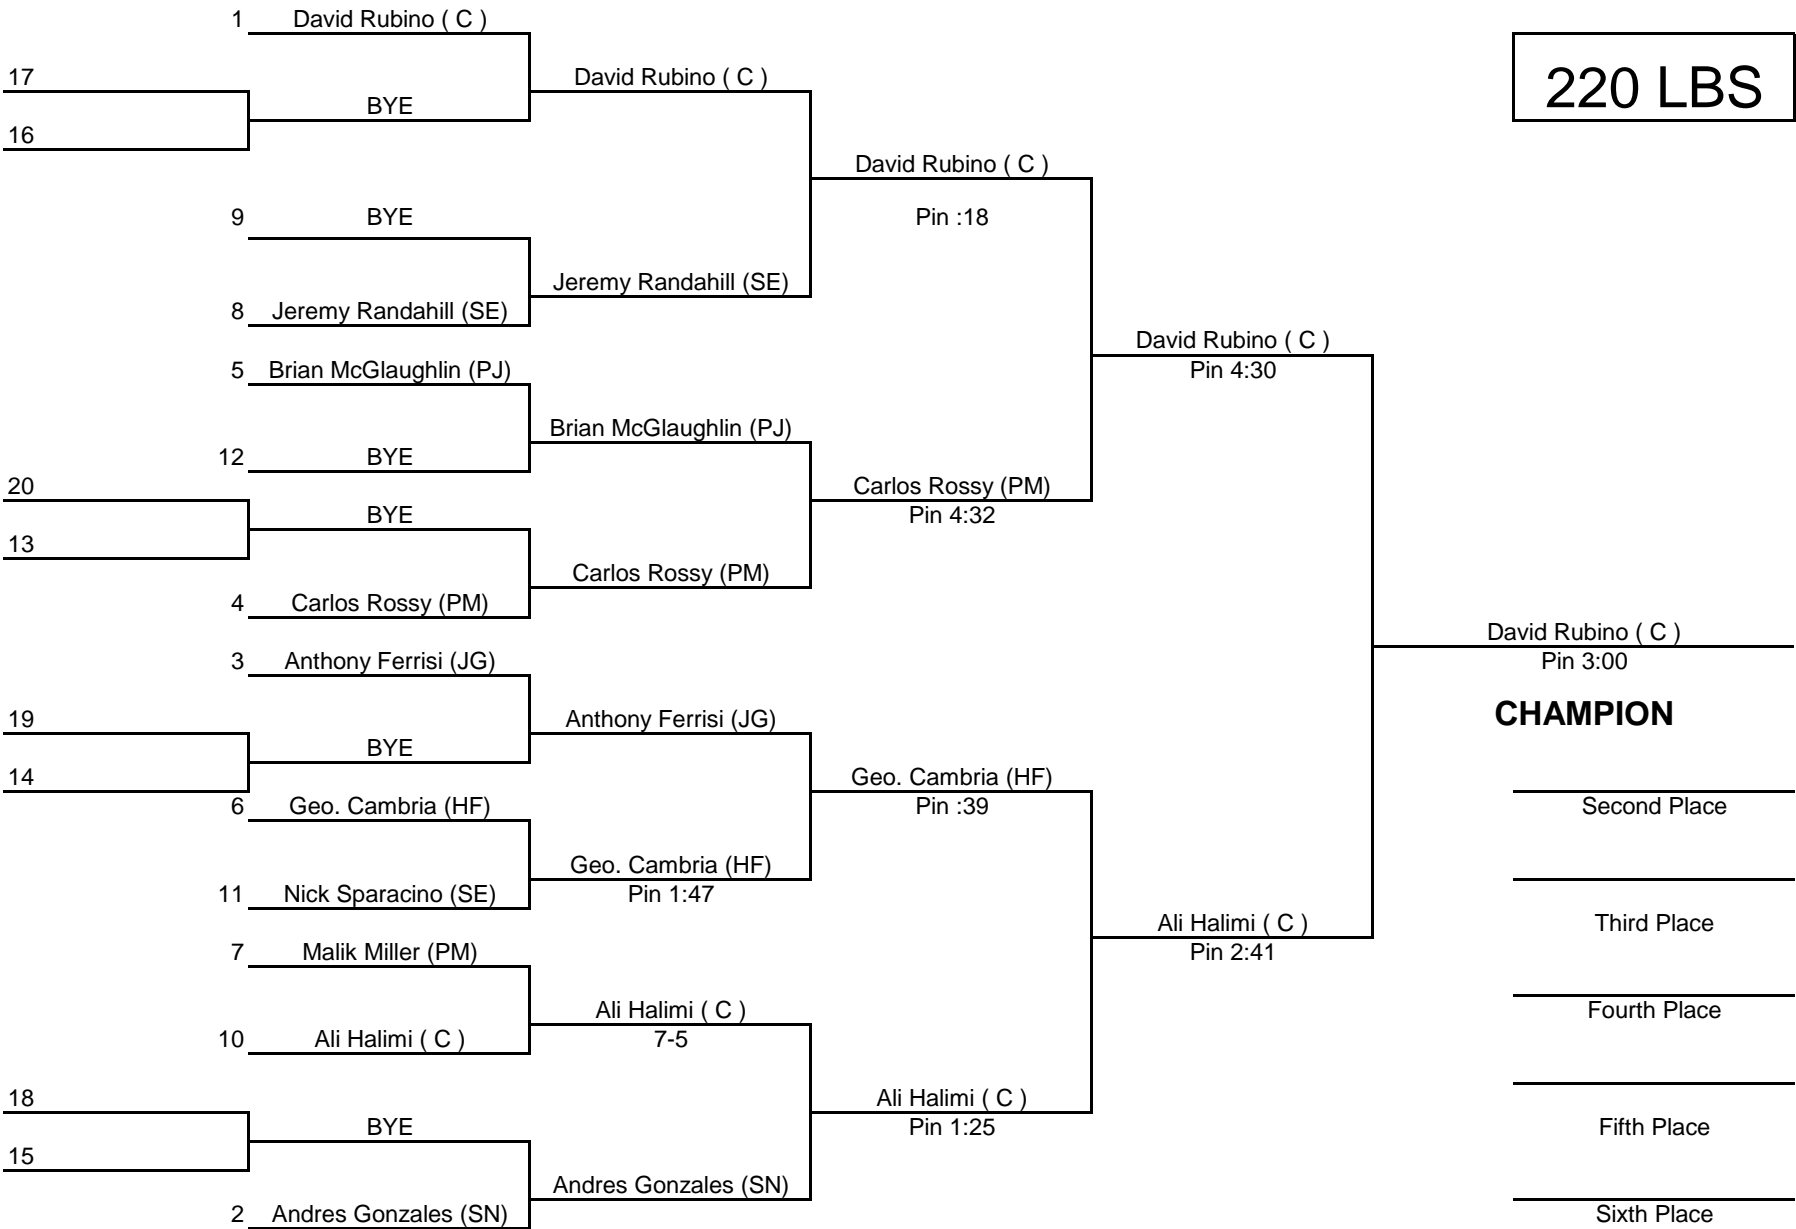 1 David Rubino ( C )
17 David Rubino ( C )
220 LBS
BYE
16
David Rubino ( C )
9 BYE Pin :18
Jeremy Randahill (SE)
8 Jeremy Randahill (SE)
David Rubino ( C )
5 Brian McGlaughlin (PJ) Pin 4:30
Brian McGlaughlin (PJ)
12 BYE
20 Carlos Rossy (PM)
BYE Pin 4:32
13
Carlos Rossy (PM)
4 Carlos Rossy (PM)
David Rubino ( C )
3 Anthony Ferrisi (JG) Pin 3:00
19 Anthony Ferrisi (JG) CHAMPION
BYE
14 Geo. Cambria (HF)
6 Geo. Cambria (HF) Pin :39 Second Place
Geo. Cambria (HF)
11 Nick Sparacino (SE) Pin 1:47
Ali Halimi ( C ) Third Place
7 Malik Miller (PM) Pin 2:41
Ali Halimi ( C ) Fourth Place
10 Ali Halimi ( C ) 7-5
18 Ali Halimi ( C )
BYE Pin 1:25 Fifth Place
15
Andres Gonzales (SN)
2 Andres Gonzales (SN) Sixth Place